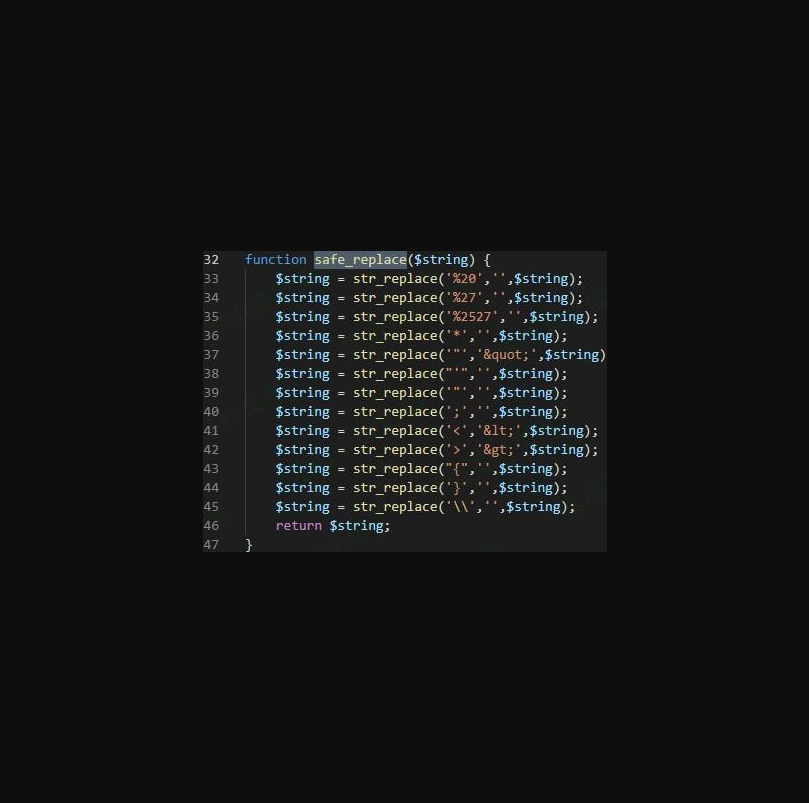 32 function safe_replace($string) {
33 $string = str_replace('%20','',$string);
34 $string = str_replace('%27','',$string);
35 $string = str_replace('%2527','',$string);
36 $string = str_replace('*','',$string);
37 $string = str_replace('"','&quot;',$string)
38 $string = str_replace("'",'',$string);
39 $string = str_replace('"','',$string);
40 $string = str_replace(';','',$string);
41 $string = str_replace('<','&lt;',$string);
42 $string = str_replace('>','&gt;',$string);
43 $string = str_replace("{",'',$string);
44 $string = str_replace('}','',$string);
45 $string = str_replace('\\','',$string);
46 return $string;
47 }